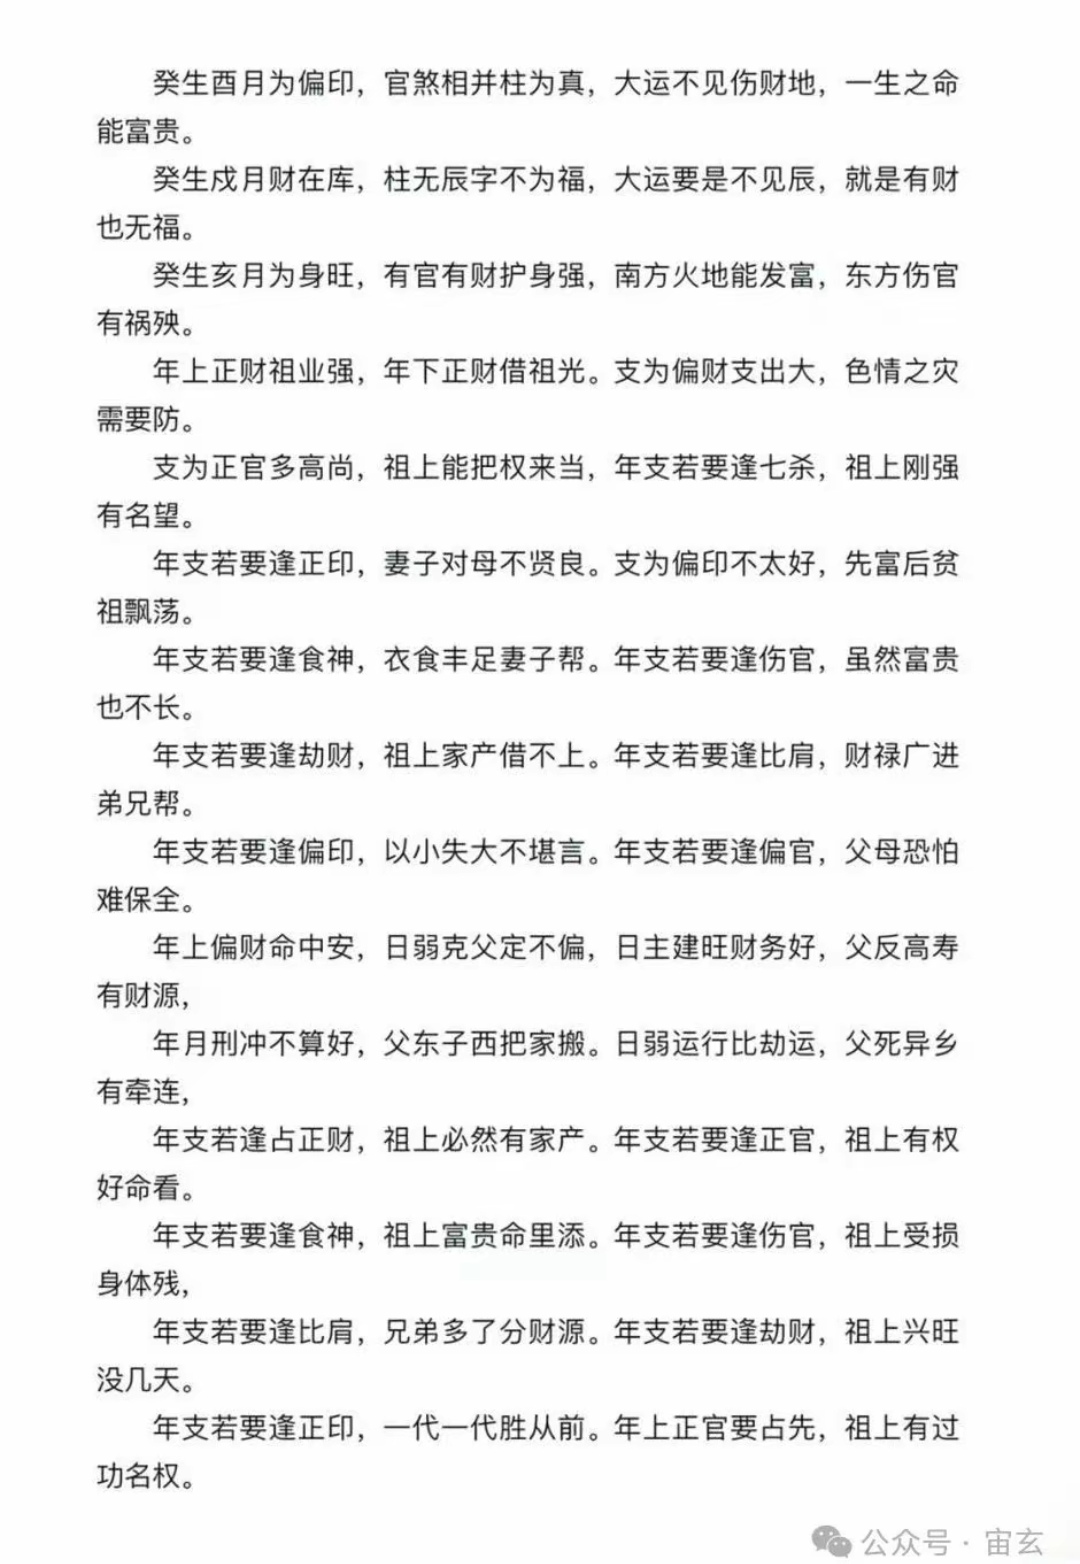 癸生酉月为偏印，官煞相并柱为真，大运不见伤财地，一生之命
能富贵。
癸生戌月财在库，柱无辰字不为福，大运要是不见辰，就是有财
也无福。
癸生亥月为身旺，有官有财护身强，南方火地能发富，东方伤官
有祸殃。
年上正财祖业强，年下正财借祖光。支为偏财支出大，色情之灾
需要防。
支为正官多高尚，祖上能把权来当，年支若要逢七杀，祖上刚强
有名望。
年支若要逢正印，妻子对母不贤良。支为偏印不太好，先富后贫
祖飘荡。
年支若要逢食神，衣食丰足妻子帮。年支若要逢伤官，虽然富贵
也不长。
年支若要逢劫财，祖上家产借不上。年支若要逢比肩，财禄广进
弟兄帮。
年支若要逢偏印，以小失大不堪言。年支若要逢偏官，父母恐怕
难保全。
年上偏财命中安，日弱克父定不偏，日主建旺财务好，父反高寿
有财源，
年月刑冲不算好，父东子西把家搬。日弱运行比劫运，父死异乡
有牵连，
年支若逢占正财，祖上必然有家产。年支若要逢正官，祖上有权
好命看。
年支若要逢食神，祖上富贵命里添。年支若要逢伤官，祖上受损
身体残，
年支若要逢比肩，兄弟多了分财源。年支若要逢劫财，祖上兴旺
没几天。
年支若要逢正印，一代一代胜从前。年上正官要占先，祖上有过
功名权。
公众号·宙玄